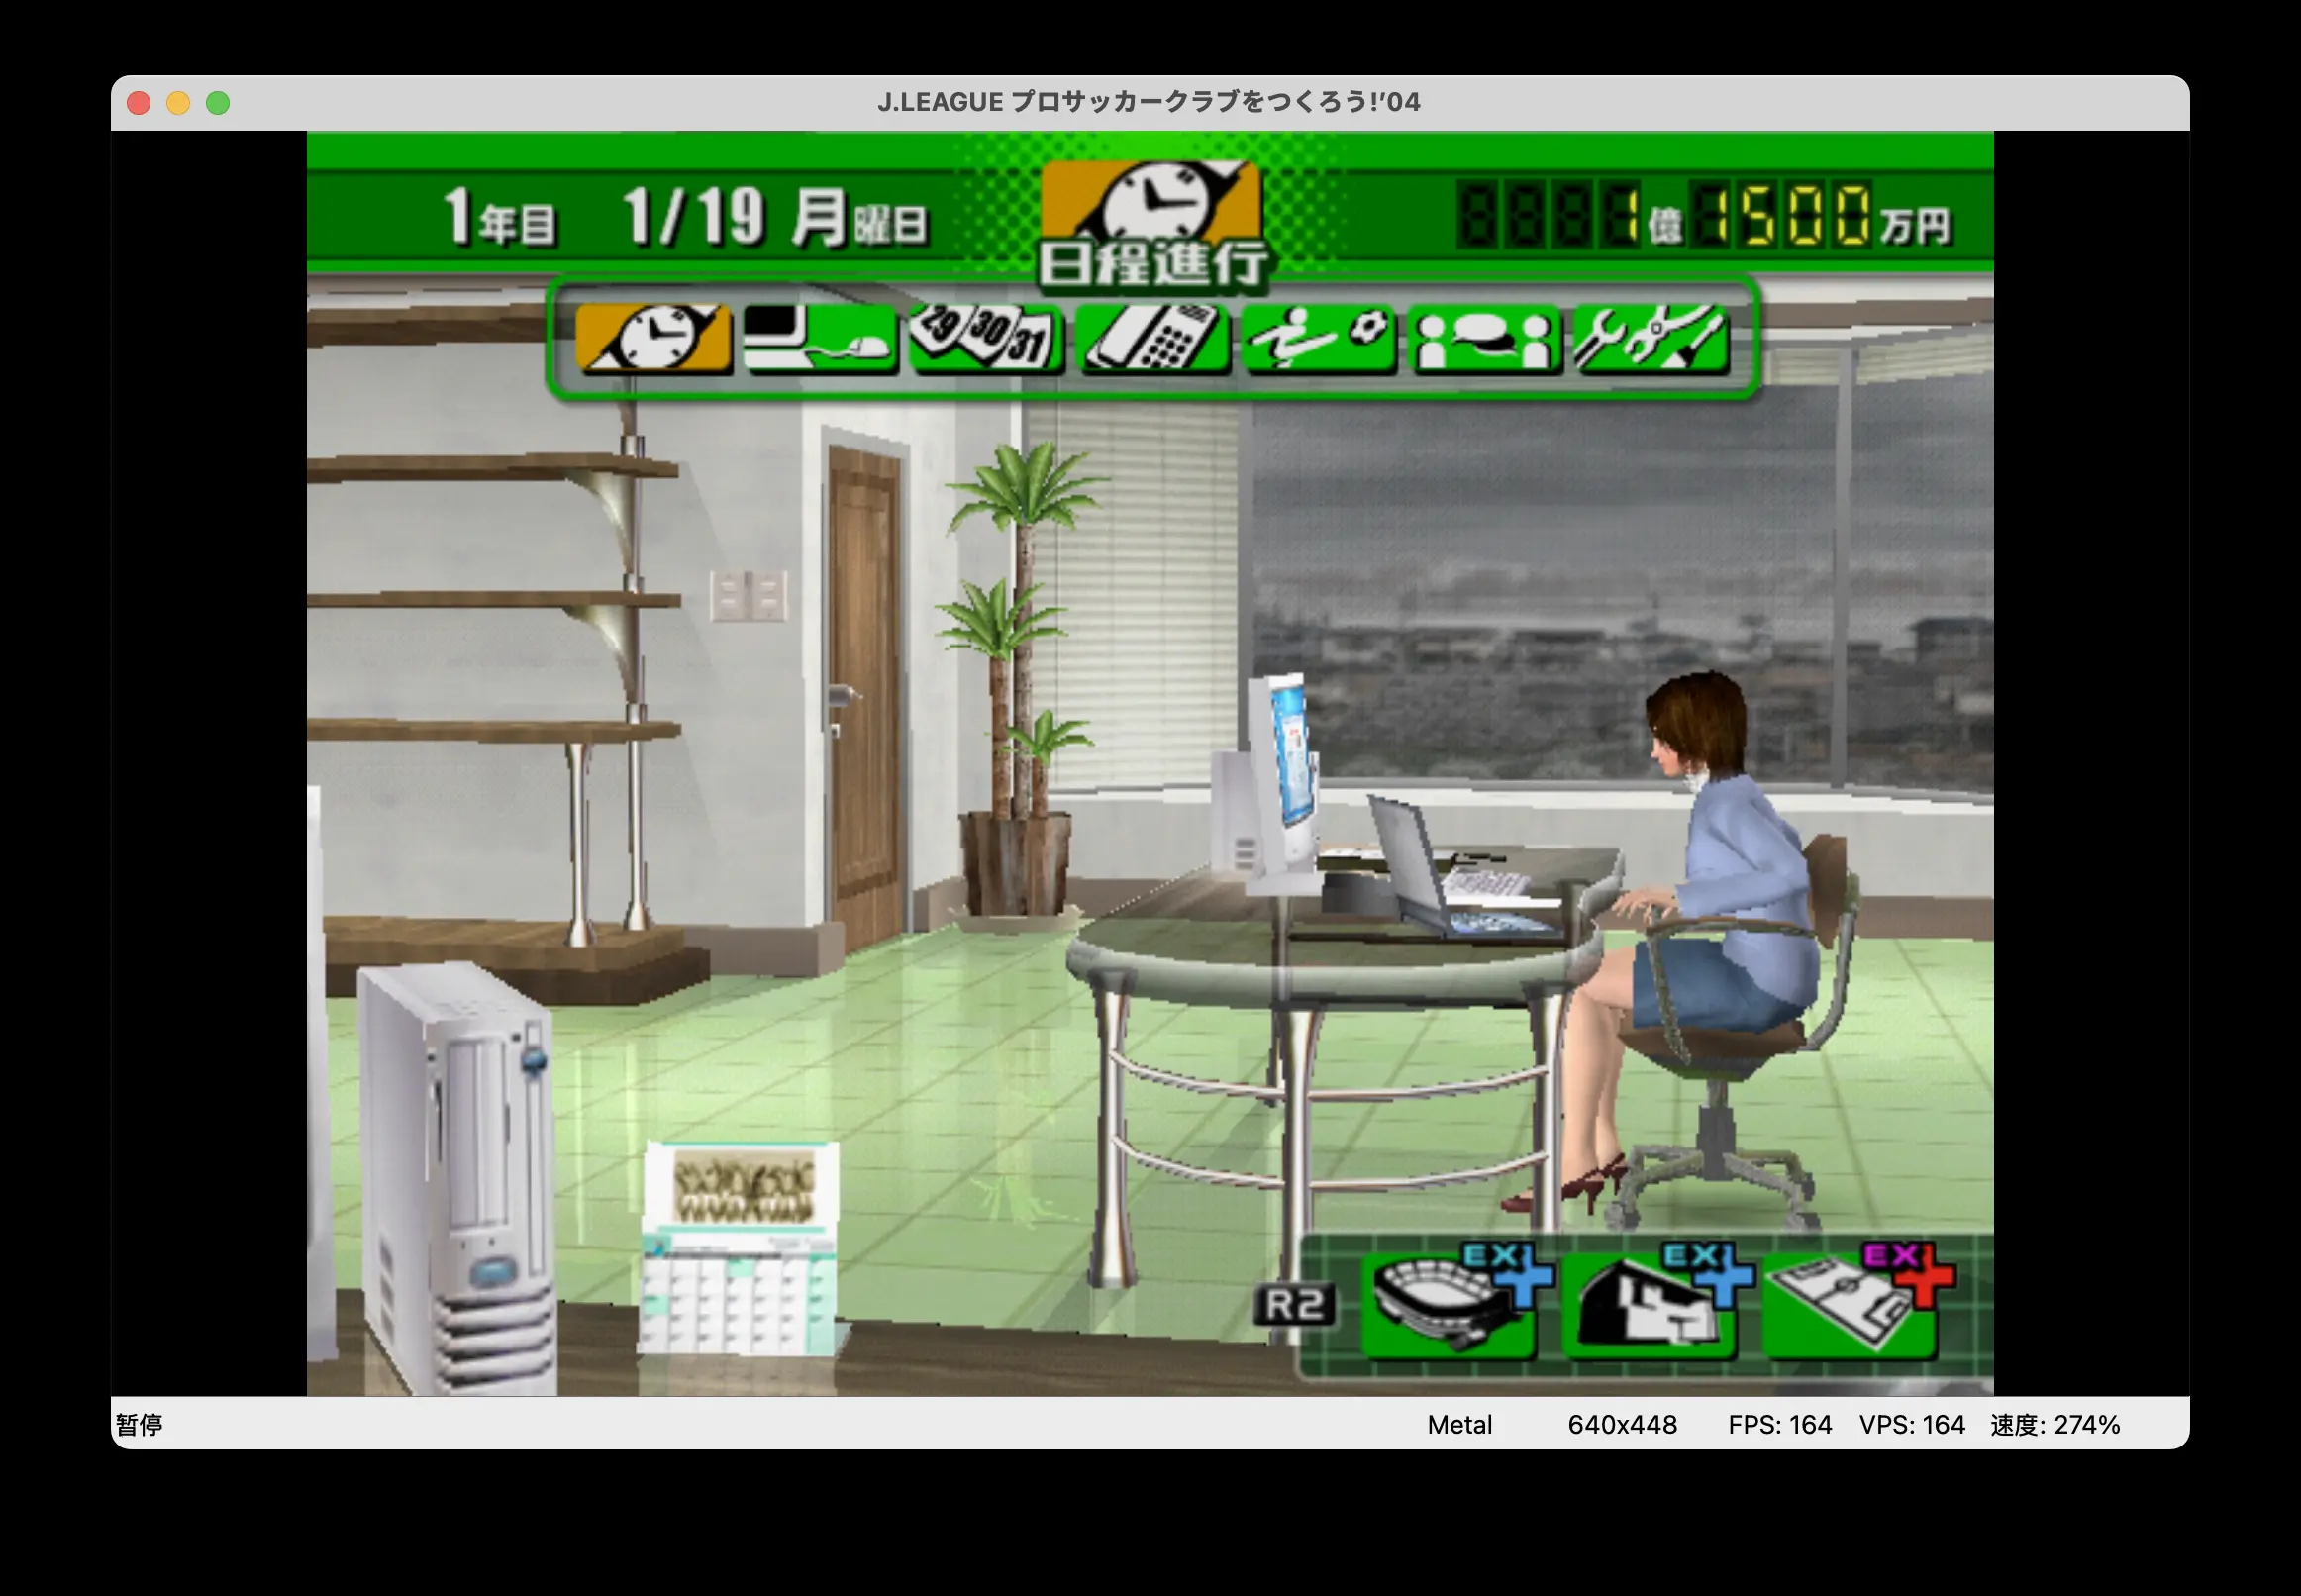 J.LEAGUE プロサッカークラブをつくろう!’04
1年目 1/19 月曜日
日程進行
1億1500万円
29 30 31
R2
EX EX EX
暂停
Metal 640x448 FPS: 164 VPS: 164 速度: 274%